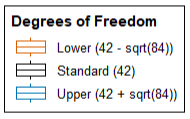 Degrees of Freedom
Lower (42 - sqrt(84))
Standard (42)
Upper (42 + sqrt(84))